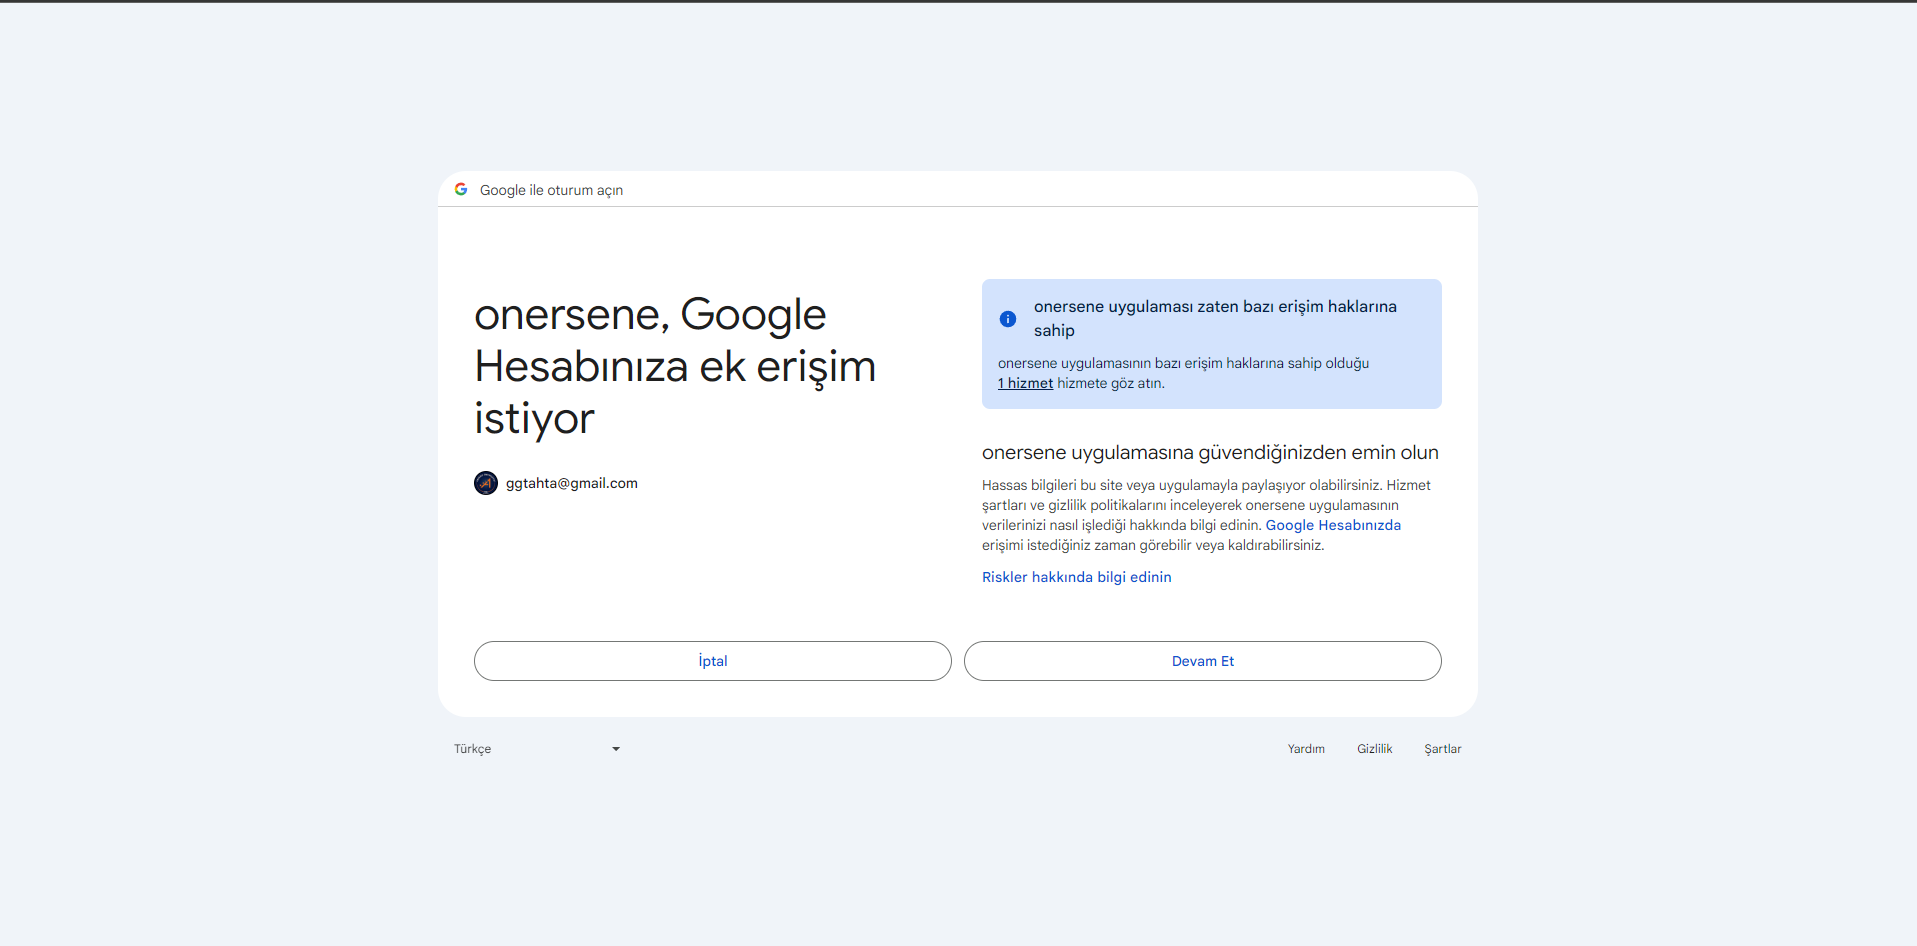 Google ile oturum açın
onersene, Google
Hesabınıza ek erişim
istiyor
ggtahta@gmail.com
onersene uygulaması zaten bazı erişim haklarına
sahip
onersene uygulamasının bazı erişim haklarına sahip olduğu
1 hizmet hizmete göz atın.
onersene uygulamasına güvendiğinizden emin olun
Hassas bilgileri bu site veya uygulamayla paylaşıyor olabilirsiniz. Hizmet
şartları ve gizlilik politikalarını inceleyerek onersene uygulamasının
verilerinizi nasıl işlediği hakkında bilgi edinin. Google Hesabınızda
erişimi istediğiniz zaman görebilir veya kaldırabilirsiniz.
Riskler hakkında bilgi edinin
İptal
Devam Et
Türkçe
Yardım
Gizlilik
Şartlar